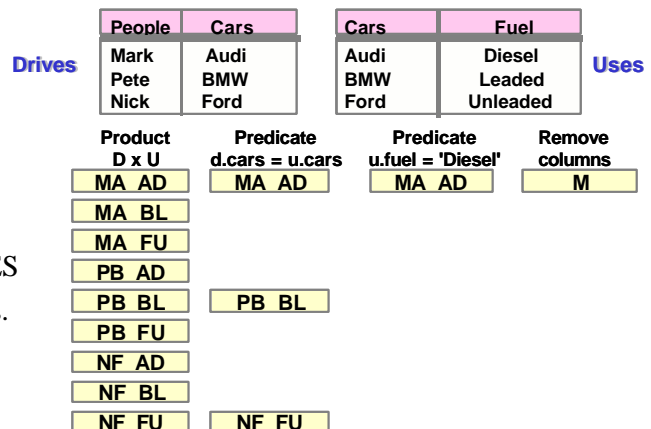 People Cars Cars Fuel
Drives Mark Audi Audi Diesel Uses
Pete BMW BMW Leaded
Nick Ford Ford Unleaded
Product Predicate Predicate Remove
D x U d.cars = u.cars u.fuel = 'Diesel' columns
MA AD MA AD MA AD M
MA BL
MA FU
PB AD
PB BL PB BL
PB FU
NF AD
NF BL
NF FU NF FU